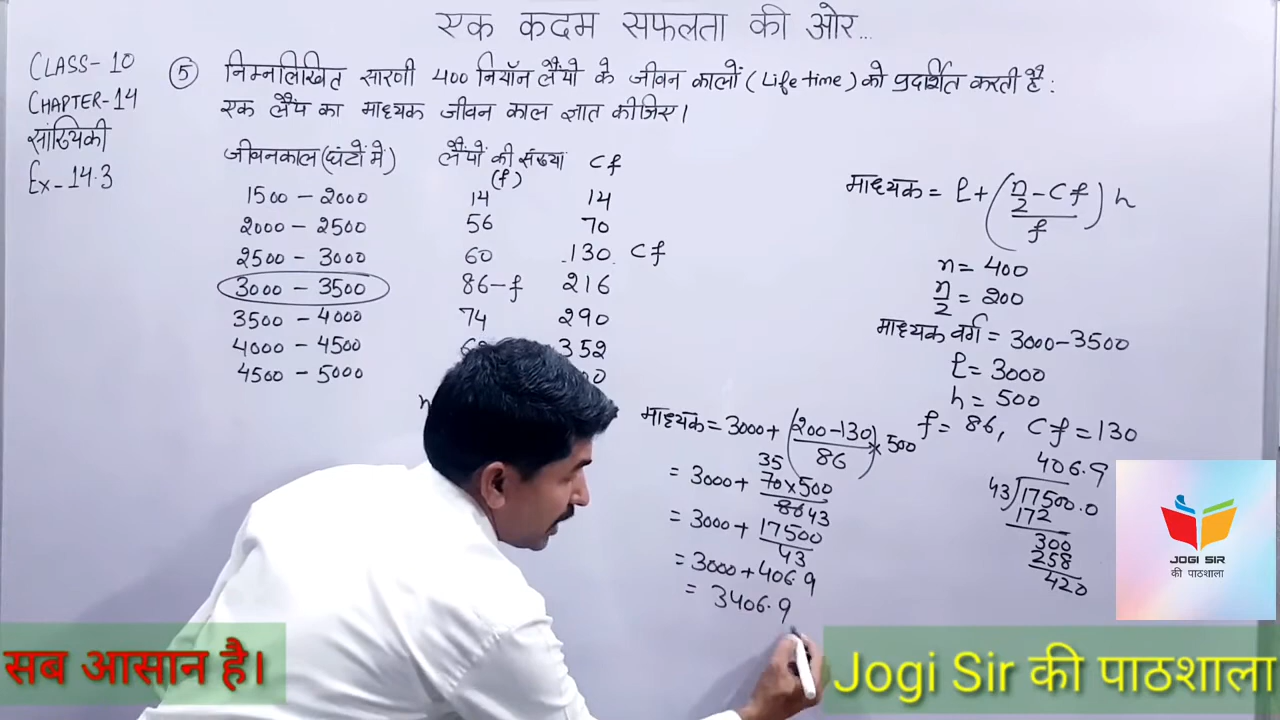 एक कदम सफलता की ओर...
CLASS-10
CHAPTER-14
सांख्यिकी
Ex-14.3
⑤ निम्नलिखित सारणी 400 नियॉन लैंपो के जीवन कालों (Life time) को प्रदर्शित करती है:
एक लैंप का माध्यक जीवन काल ज्ञात कीजिए।
जीवनकाल (घंटों में) लैंपों की संख्या (f) Cf
1500 - 2000 14 14
2000 - 2500 56 70
2500 - 3000 60 130 Cf
3000 - 3500 86-f 216
3500 - 4000 74 290
4000 - 4500 352
4500 - 5000
माध्यक = l + (n/2 - Cf / f) h
n = 400
n/2 = 200
माध्यक वर्ग = 3000-3500
l = 3000
h = 500
f = 86, Cf = 130
माध्यक = 3000 + (200-130 / 86) × 500
= 3000 + 70×500 / 86 35 43
= 3000 + 17500 / 43
= 3000 + 406.9
= 3406.9
406.9
43)17500.0
172
300
258
420
JOGI SIR
की पाठशाला
सब आसान है।
Jogi Sir की पाठशाला